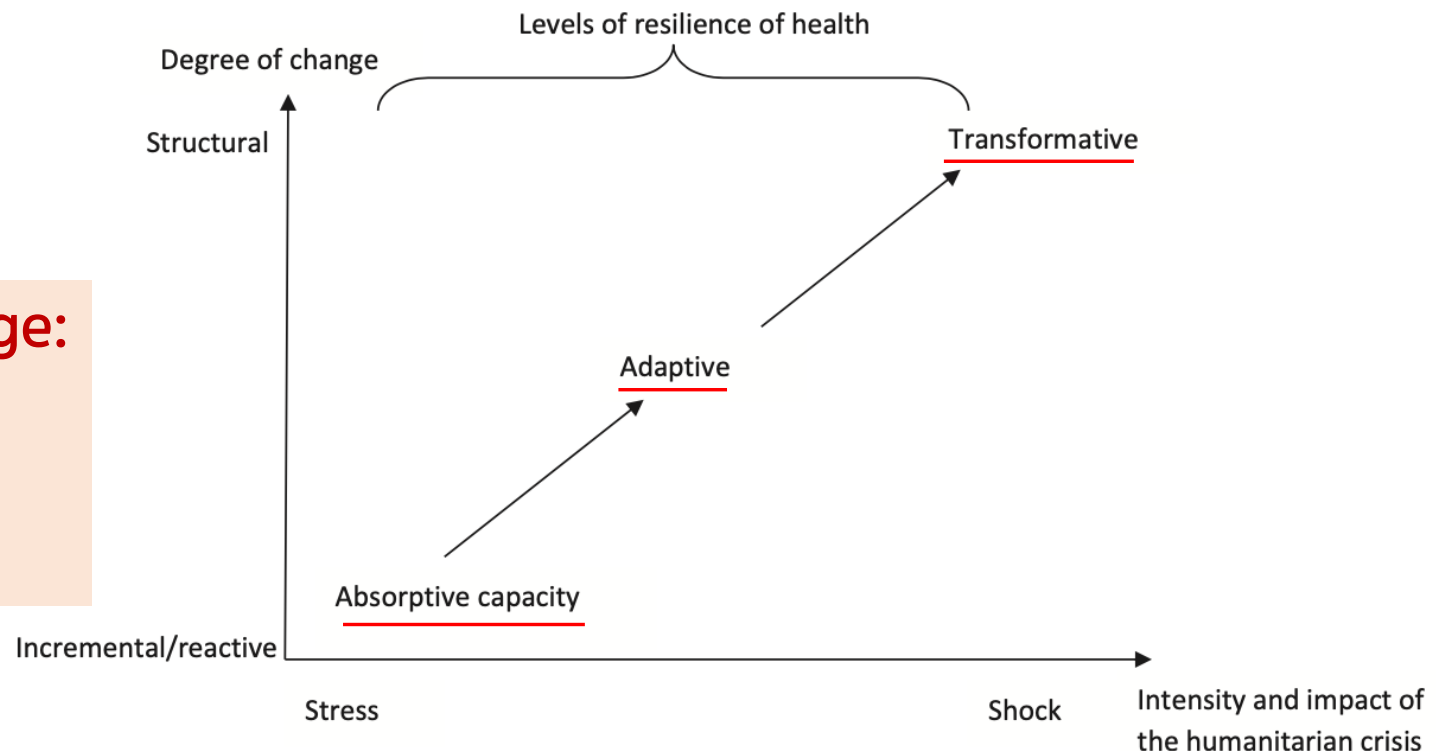 Levels of resilience of health
Degree of change
Structural
Transformative
ge:
Adaptive
Absorptive capacity
Incremental/reactive
Stress
Shock
Intensity and impact of
the humanitarian crisis